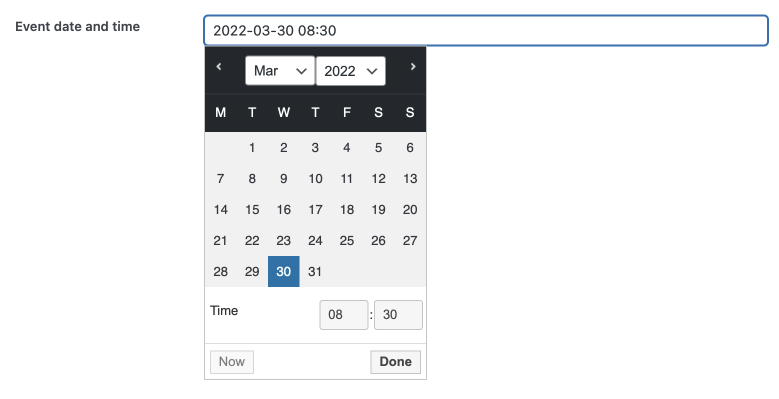 Event date and time
2022-03-30 08:30
Mar 2022
M T W T F S S
1 2 3 4 5 6
7 8 9 10 11 12 13
14 15 16 17 18 19 20
21 22 23 24 25 26 27
28 29 30 31
Time 08 : 30
Now Done